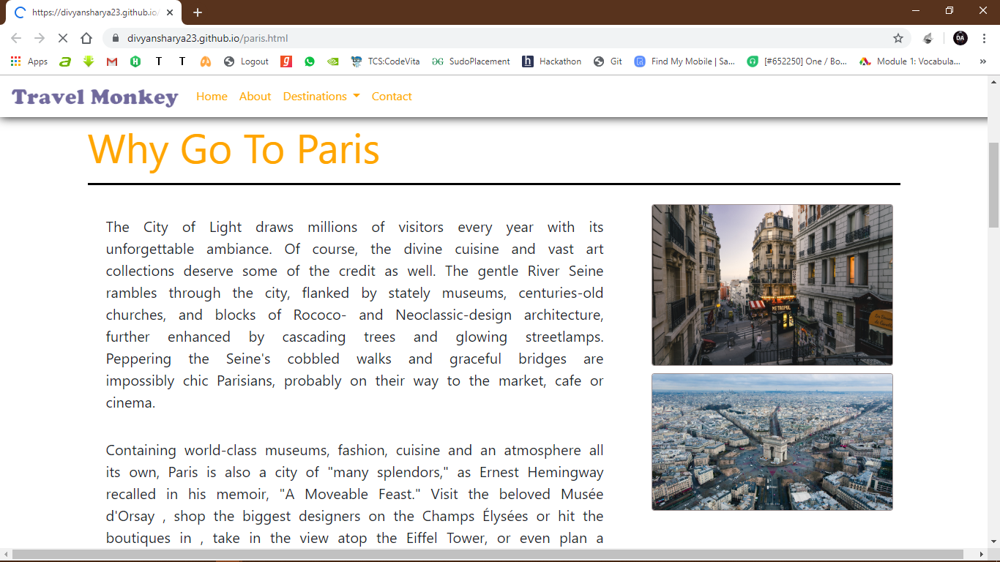 https://divyansharya23.github.io/
divyansharya23.github.io/paris.html
DA
Apps
Logout
TCS:CodeVita
SudoPlacement
Hackathon
Git
Find My Mobile | Sa...
[#652250] One / Bo...
Module 1: Vocabula...
»
Travel Monkey
Home
About
Destinations
Contact
Why Go To Paris
The City of Light draws millions of visitors every year with its
unforgettable ambiance. Of course, the divine cuisine and vast art
collections deserve some of the credit as well. The gentle River Seine
rambles through the city, flanked by stately museums, centuries-old
churches, and blocks of Rococo- and Neoclassic-design architecture,
further enhanced by cascading trees and glowing streetlamps.
Peppering the Seine's cobbled walks and graceful bridges are
impossibly chic Parisians, probably on their way to the market, cafe or
cinema.
Containing world-class museums, fashion, cuisine and an atmosphere all
its own, Paris is also a city of "many splendors," as Ernest Hemingway
recalled in his memoir, "A Moveable Feast." Visit the beloved Musée
d'Orsay , shop the biggest designers on the Champs Élysées or hit the
boutiques in , take in the view atop the Eiffel Tower, or even plan a
METROPOL